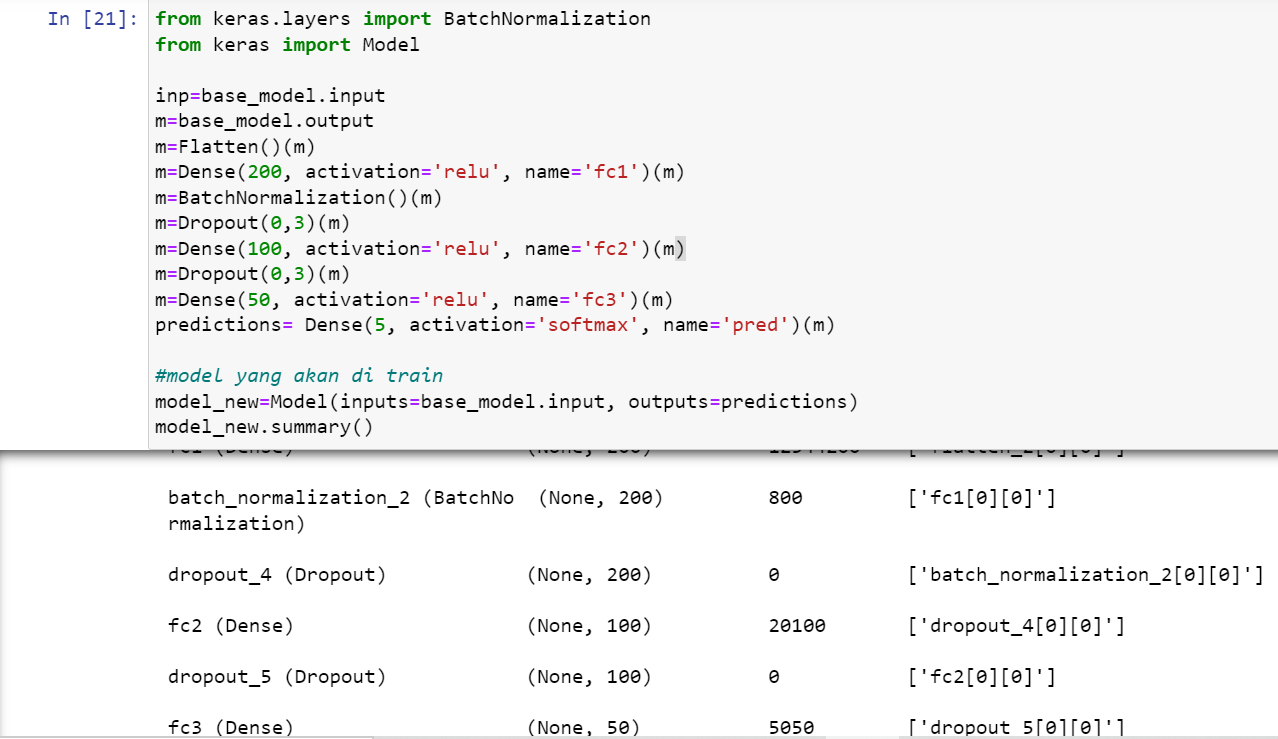 In [21]:
from keras.layers import BatchNormalization
from keras import Model
inp=base_model.input
m=base_model.output
m=Flatten()(m)
m=Dense(200, activation='relu', name='fc1')(m)
m=BatchNormalization()(m)
m=Dropout(0,3)(m)
m=Dense(100, activation='relu', name='fc2')(m)
m=Dropout(0,3)(m)
m=Dense(50, activation='relu', name='fc3')(m)
predictions= Dense(5, activation='softmax', name='pred')(m)
#model yang akan di train
model_new=Model(inputs=base_model.input, outputs=predictions)
model_new.summary()
batch_normalization_2 (BatchNo (None, 200) 800 ['fc1[0][0]']
rmalization)
dropout_4 (Dropout) (None, 200) 0 ['batch_normalization_2[0][0]']
fc2 (Dense) (None, 100) 20100 ['dropout_4[0][0]']
dropout_5 (Dropout) (None, 100) 0 ['fc2[0][0]']
fc3 (Dense) (None, 50) 5050 ['dropout_5[0][0]']